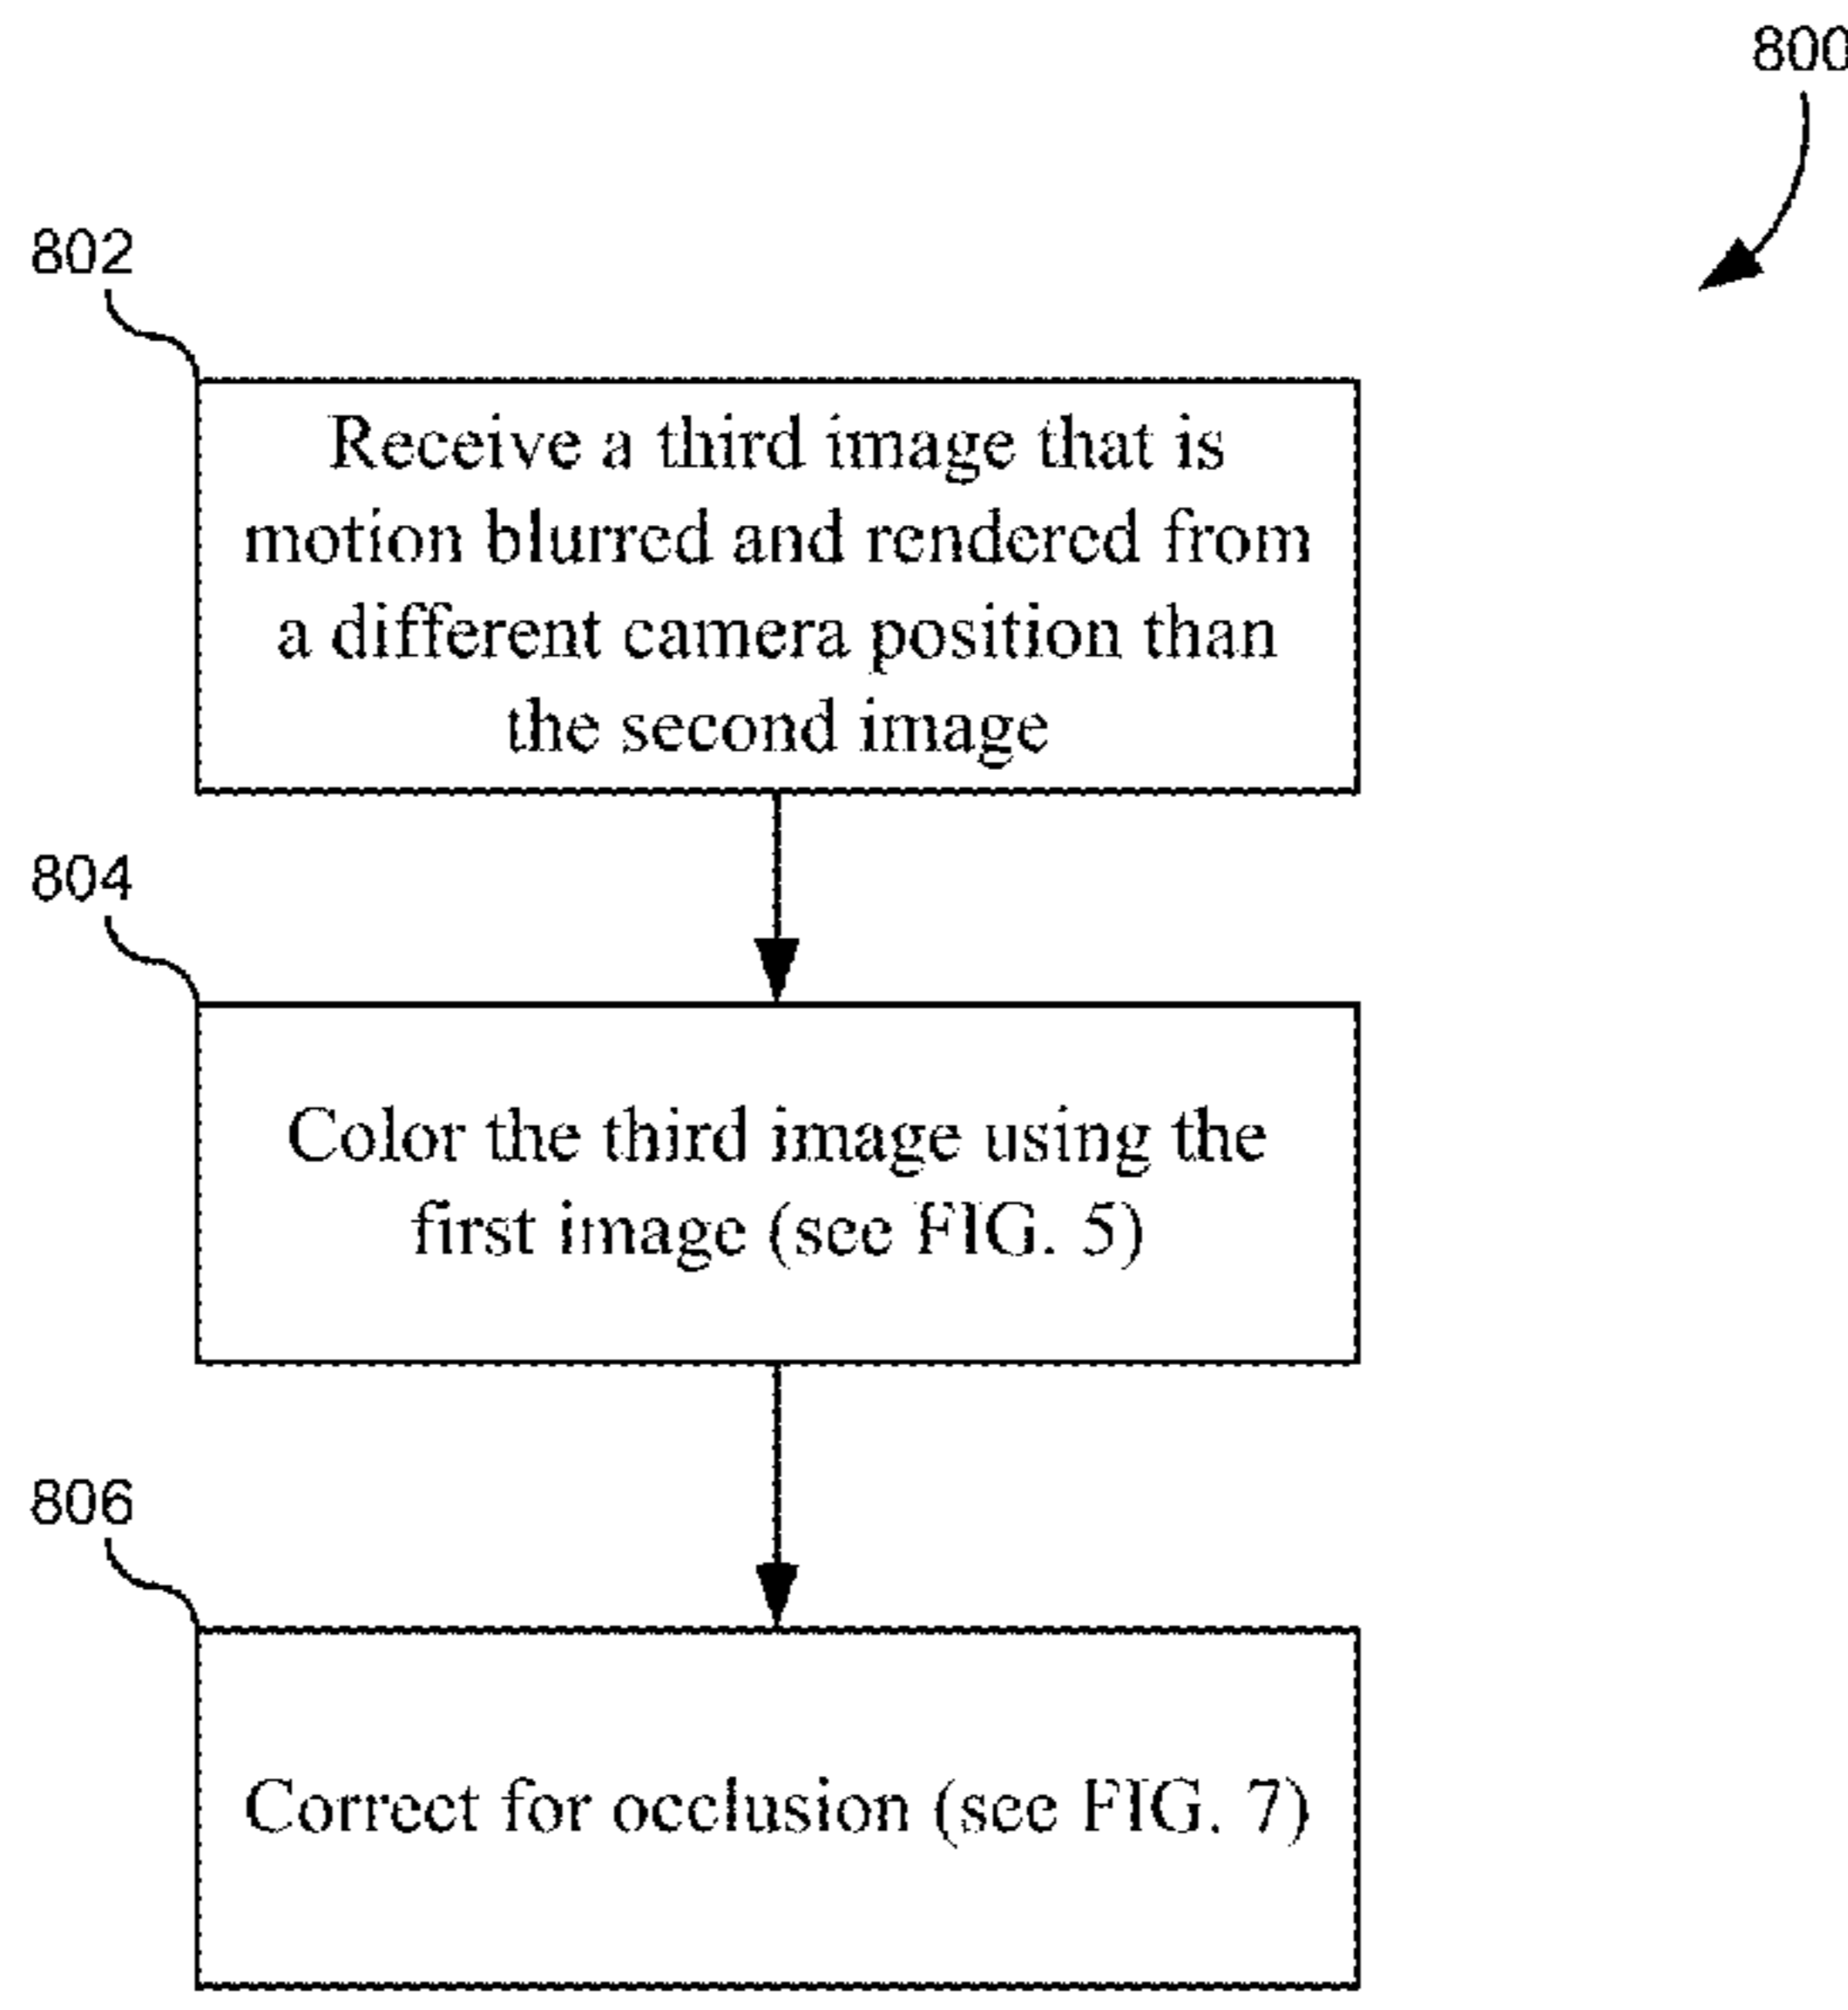 800
802
Receive a third image that is
motion blurred and rendered from
a different camera position than
the second image
804
Color the third image using the
first image (see FIG. 5)
806
Correct for occlusion (see FIG. 7)